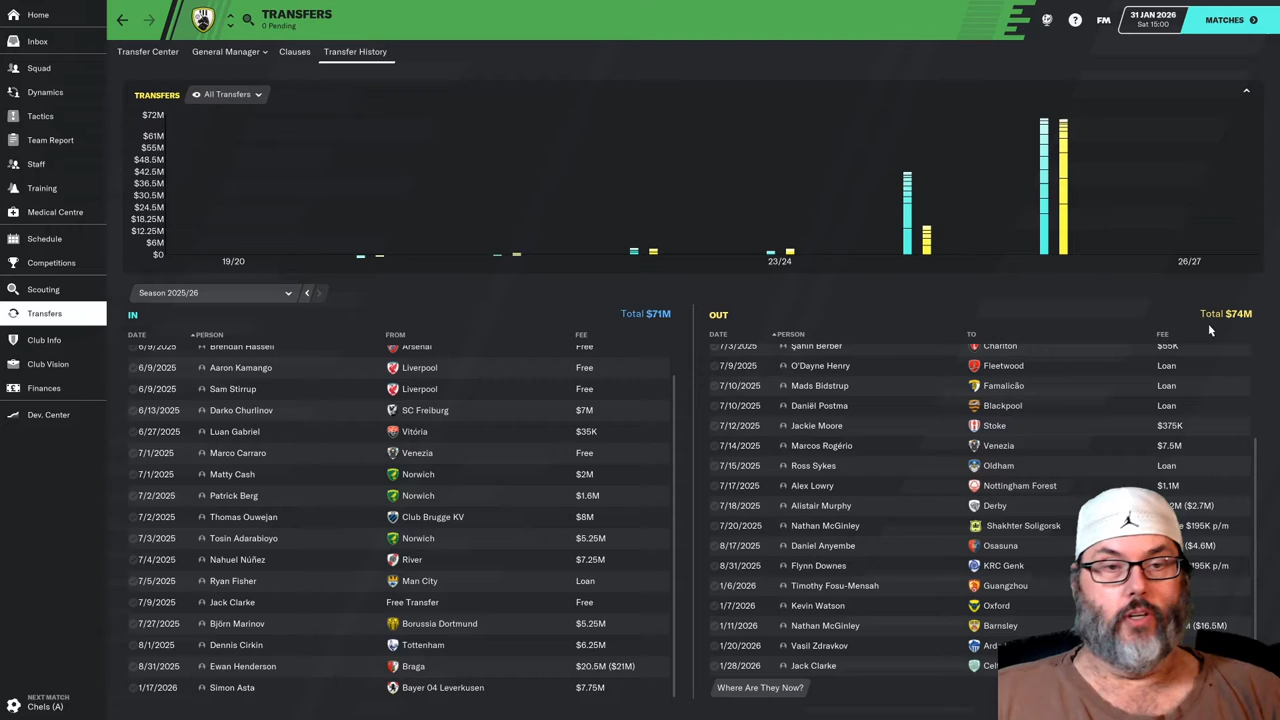 Home
Inbox
Squad
Dynamics
Tactics
Team Report
Staff
Training
Medical Centre
Schedule
Competitions
Scouting
Transfers
Club Info
Club Vision
Finances
Dev. Center
NEXT MATCH
Chels (A)
TRANSFERS
0 Pending
FM
31 JAN 2026
Sat 15:00
MATCHES
Transfer Center
General Manager
Clauses
Transfer History
TRANSFERS
All Transfers
$72M
$61M
$55M
$48.5M
$42.5M
$36.5M
$30.5M
$24.5M
$18.25M
$12.25M
$6M
$0
19/20
23/24
26/27
Season 2025/26
IN
Total $71M
DATE PERSON FROM FEE
6/9/2025 Brendan Hassell Arsenal Free
6/9/2025 Aaron Kamango Liverpool Free
6/9/2025 Sam Stirrup Liverpool Free
6/13/2025 Darko Churlinov SC Freiburg $7M
6/27/2025 Luan Gabriel Vitória $35K
7/1/2025 Marco Carraro Venezia Free
7/1/2025 Matty Cash Norwich $2M
7/2/2025 Patrick Berg Norwich $1.6M
7/2/2025 Thomas Ouwejan Club Brugge KV $8M
7/3/2025 Tosin Adarabioyo Norwich $5.25M
7/4/2025 Nahuel Núñez River $7.25M
7/5/2025 Ryan Fisher Man City Loan
7/9/2025 Jack Clarke Free Transfer Free
7/27/2025 Björn Marinov Borussia Dortmund $5.25M
8/1/2025 Dennis Cirkin Tottenham $6.25M
8/31/2025 Ewan Henderson Braga $20.5M ($21M)
1/17/2026 Simon Asta Bayer 04 Leverkusen $7.75M
OUT
Total $74M
DATE PERSON TO FEE
7/3/2025 Şahin Berber Charlton $55K
7/9/2025 O'Dayne Henry Fleetwood Loan
7/10/2025 Mads Bidstrup Famalicão Loan
7/10/2025 Daniël Postma Blackpool Loan
7/12/2025 Jackie Moore Stoke $375K
7/14/2025 Marcos Rogério Venezia $7.5M
7/15/2025 Ross Sykes Oldham Loan
7/17/2025 Alex Lowry Nottingham Forest $1.1M
7/18/2025 Alistair Murphy Derby ($2.7M)
7/20/2025 Nathan McGinley Shakhter Soligorsk $195K p/m
8/17/2025 Daniel Anyembe Osasuna ($4.6M)
8/31/2025 Flynn Downes KRC Genk p/m
1/6/2026 Timothy Fosu-Mensah Guangzhou
1/7/2026 Kevin Watson Oxford
1/11/2026 Nathan McGinley Barnsley ($16.5M)
1/20/2026 Vasil Zdravkov
1/28/2026 Jack Clarke
Where Are They Now?